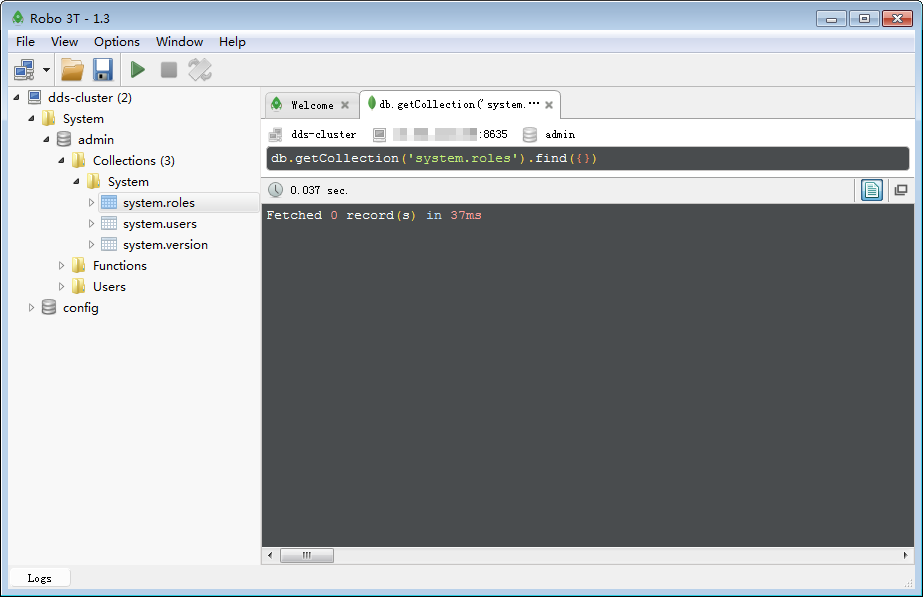 Robo 3T - 1.3
File View Options Window Help
dds-cluster (2)
System
admin
Collections (3)
System
system.roles
system.users
system.version
Functions
Users
config
Welcome
db.getCollection('system.···
dds-cluster :8635 admin
db.getCollection('system.roles').find({})
0.037 sec.
Fetched 0 record(s) in 37ms
Logs